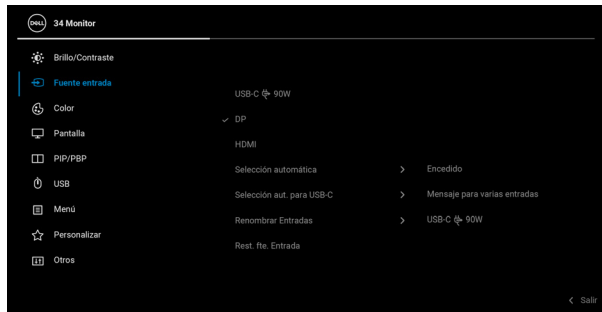 DELL 34 Monitor
Brillo/Contraste
Fuente entrada
Color
Pantalla
PIP/PBP
USB
Menú
Personalizar
Otros
USB-C 90W
DP
HDMI
Selección automática > Encedido
Selección aut. para USB-C > Mensaje para varias entradas
Renombrar Entradas > USB-C 90W
Rest. fte. Entrada
< Salir